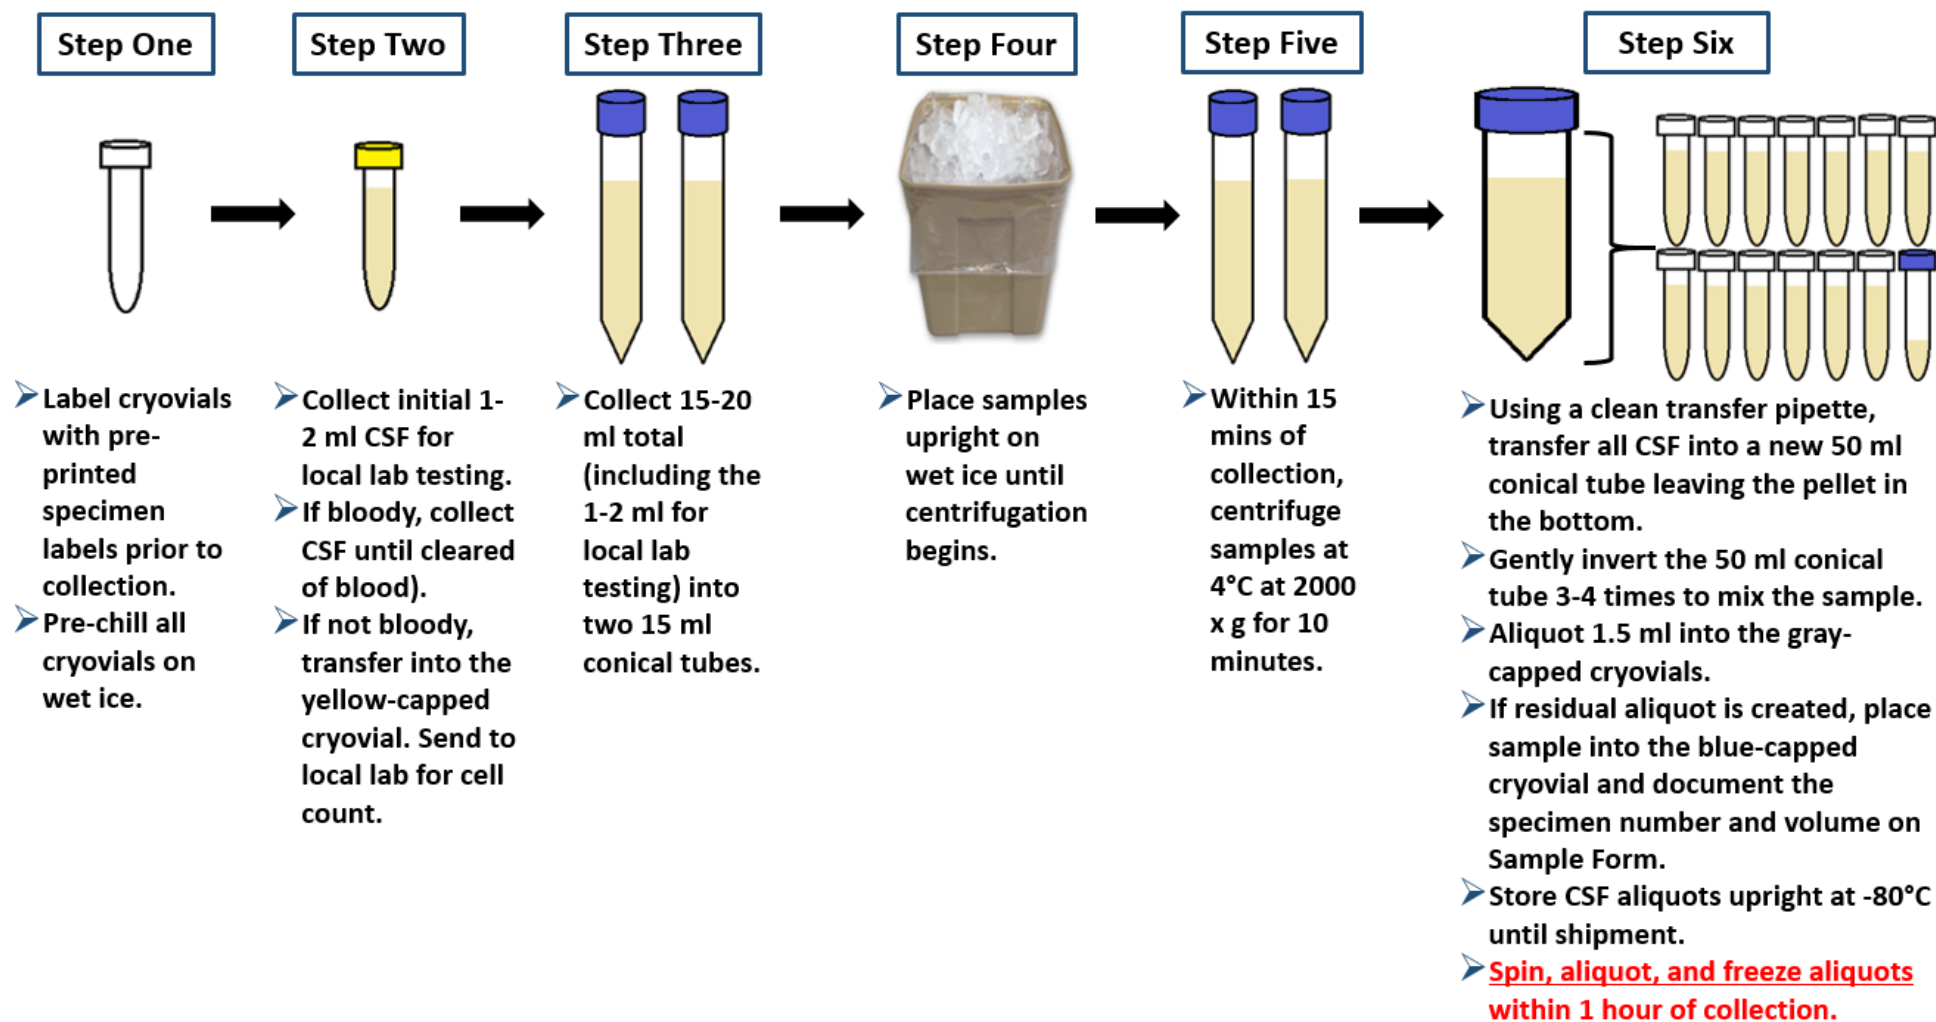 Step One
Label cryovials
with pre-
printed
specimen
labels prior to
collection.
Pre-chill all
cryovials on
wet ice.
Step Two
Collect initial 1-
2 ml CSF for
local lab testing.
If bloody, collect
CSF until cleared
of blood).
If not bloody,
transfer into the
yellow-capped
cryovial. Send to
local lab for cell
count.
Step Three
Collect 15-20
ml total
(including the
1-2 ml for
local lab
testing) into
two 15 ml
conical tubes.
Step Four
Place samples
upright on
wet ice until
centrifugation
begins.
Step Five
Within 15
mins of
collection,
centrifuge
samples at
4°C at 2000
x g for 10
minutes.
Step Six
Using a clean transfer pipette,
transfer all CSF into a new 50 ml
conical tube leaving the pellet in
the bottom.
Gently invert the 50 ml conical
tube 3-4 times to mix the sample.
Aliquot 1.5 ml into the gray-
capped cryovials.
If residual aliquot is created, place
sample into the blue-capped
cryovial and document the
specimen number and volume on
Sample Form.
Store CSF aliquots upright at -80°C
until shipment.
Spin, aliquot, and freeze aliquots
within 1 hour of collection.